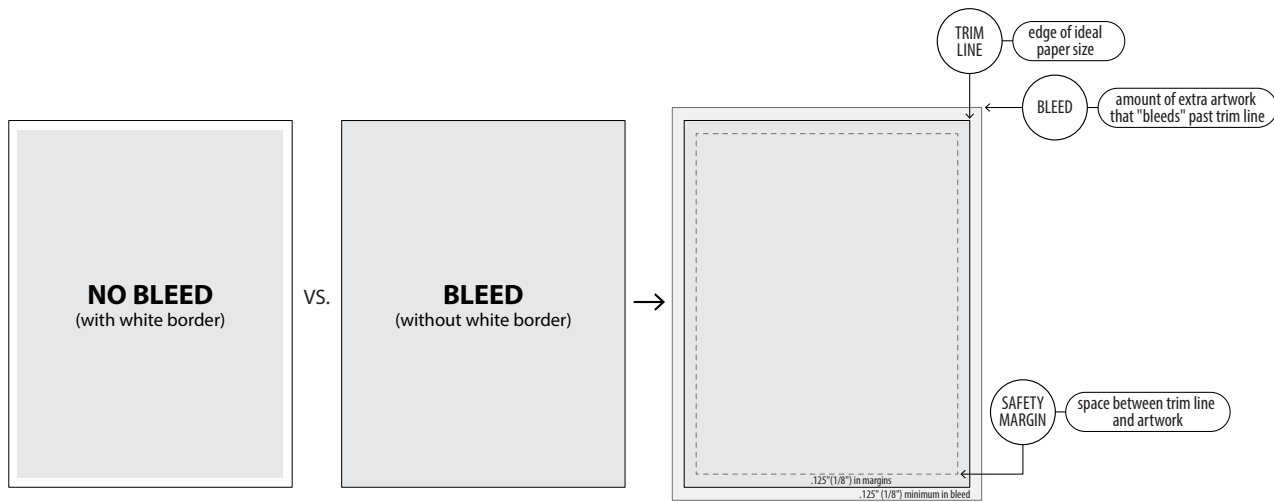 TRIM
LINE
edge of ideal
paper size
BLEED
amount of extra artwork
that "bleeds" past trim line
NO BLEED
(with white border)
VS.
BLEED
(without white border)
SAFETY
MARGIN
space between trim line
and artwork
.125"(1/8") in margins
.125" (1/8") minimum in bleed